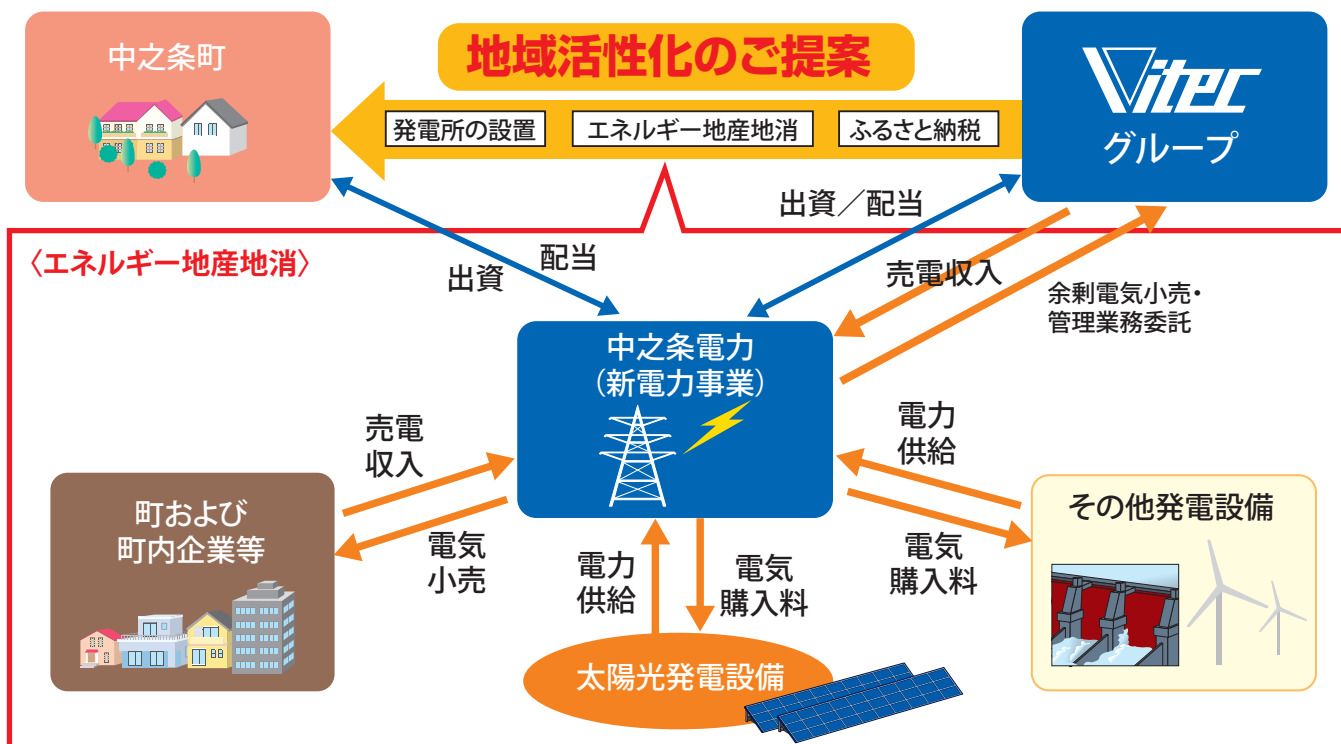 地域活性化のご提案
中之条町
Vitec
グループ
発電所の設置
エネルギー地産地消
ふるさと納税
出資／配当
〈エネルギー地産地消〉
配当
出資
売電収入
余剰電気小売・
管理業務委託
中之条電力
（新電力事業）
売電
収入
電力
供給
町および
町内企業等
その他発電設備
電気
小売
電力
供給
電気
購入料
電気
購入料
太陽光発電設備